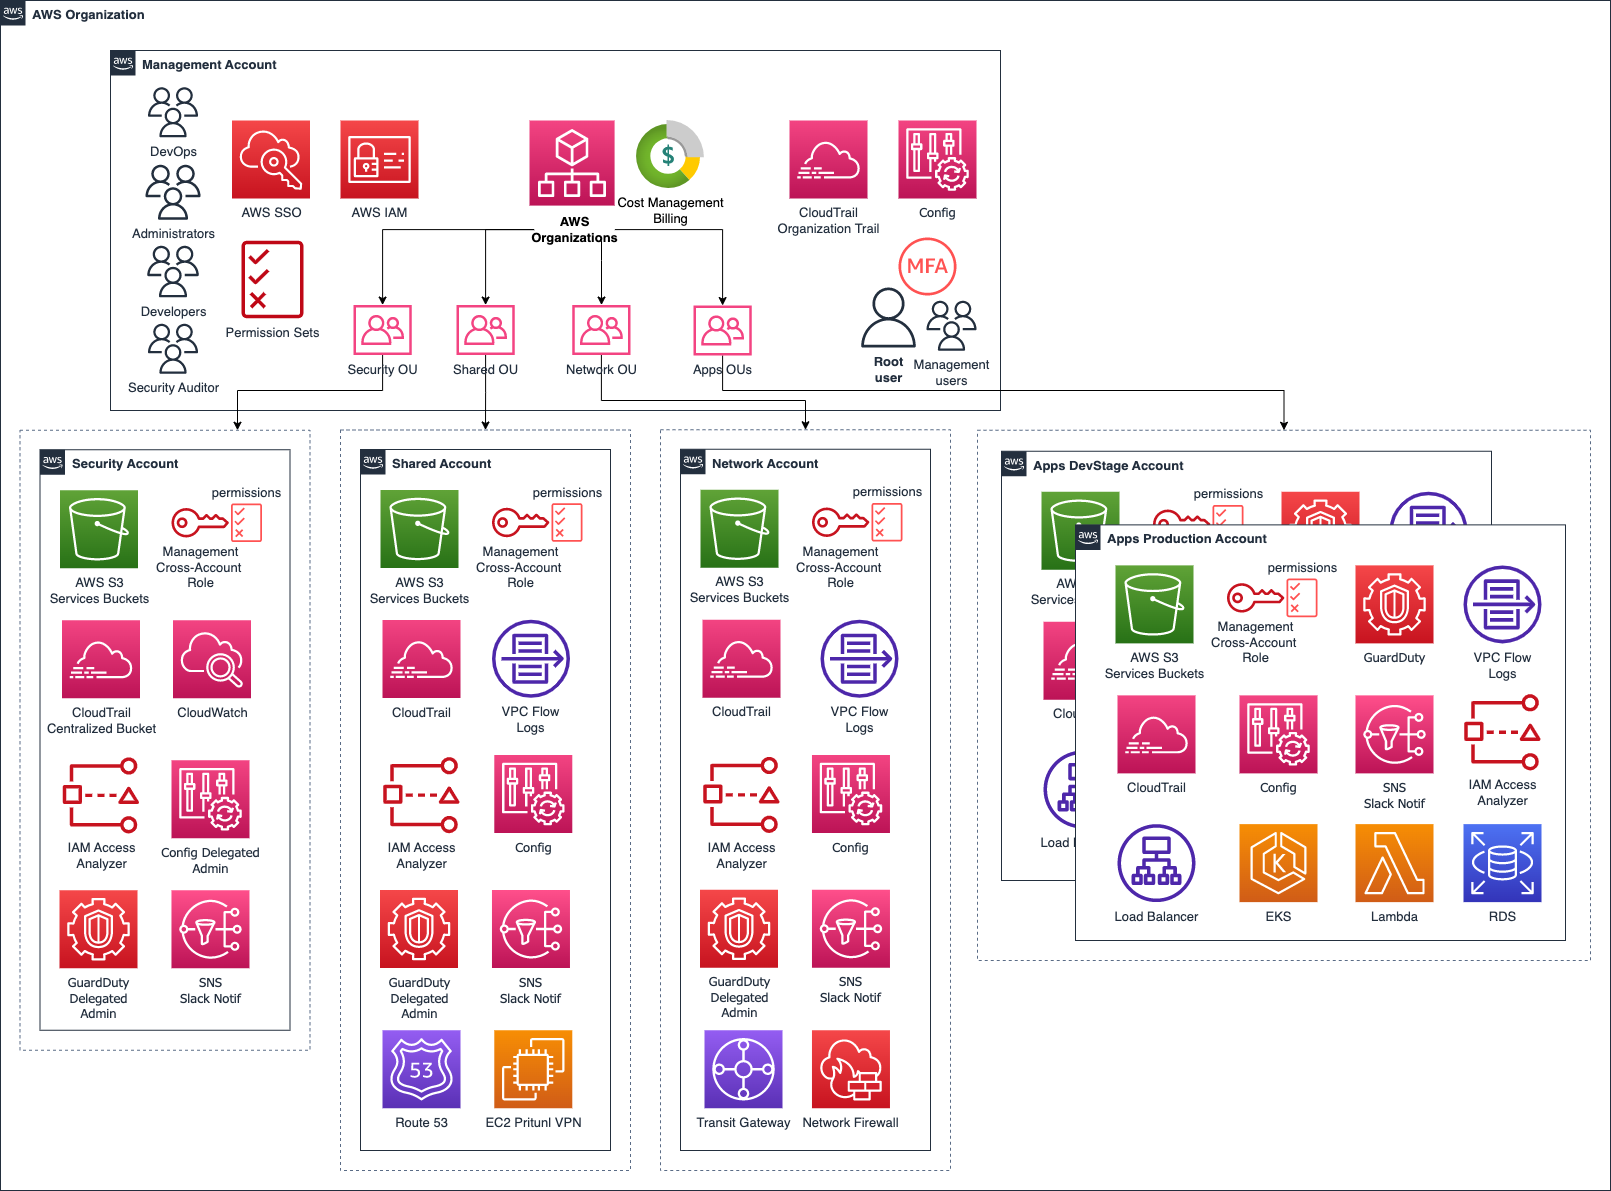 aws AWS Organization
aws Management Account
DevOps
Administrators
Developers
Security Auditor
AWS SSO
AWS IAM
Permission Sets
AWS
Organizations
$
Cost Management
Billing
CloudTrail
Organization Trail
Config
MFA
Root
user
Management
users
Security OU
Shared OU
Network OU
Apps OUs
aws Security Account
AWS S3
Services Buckets
permissions
Management
Cross-Account
Role
CloudTrail
Centralized Bucket
CloudWatch
IAM Access
Analyzer
Config Delegated
Admin
GuardDuty
Delegated
Admin
SNS
Slack Notif
aws Shared Account
AWS S3
Services Buckets
permissions
Management
Cross-Account
Role
CloudTrail
VPC Flow
Logs
IAM Access
Analyzer
Config
GuardDuty
Delegated
Admin
SNS
Slack Notif
53
Route 53
EC2 Pritunl VPN
aws Network Account
AWS S3
Services Buckets
permissions
Management
Cross-Account
Role
CloudTrail
VPC Flow
Logs
IAM Access
Analyzer
Config
GuardDuty
Delegated
Admin
SNS
Slack Notif
Transit Gateway
Network Firewall
aws Apps DevStage Account
permissions
AW
Services
Clou
Load
aws Apps Production Account
AWS S3
Services Buckets
permissions
Management
Cross-Account
Role
GuardDuty
VPC Flow
Logs
CloudTrail
Config
SNS
Slack Notif
IAM Access
Analyzer
Load Balancer
K
EKS
Lambda
RDS